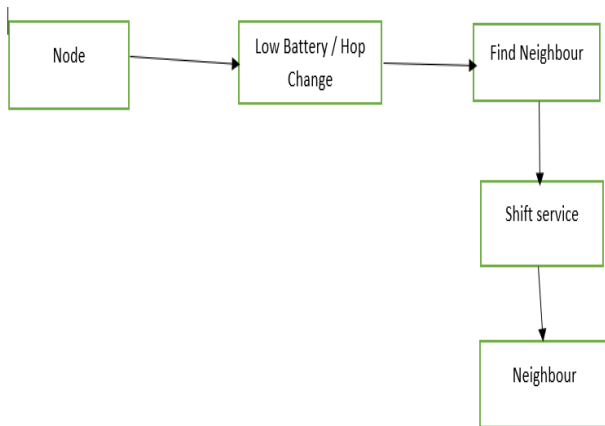 Node
Low Battery / Hop
Change
Find Neighbour
Shift service
Neighbour